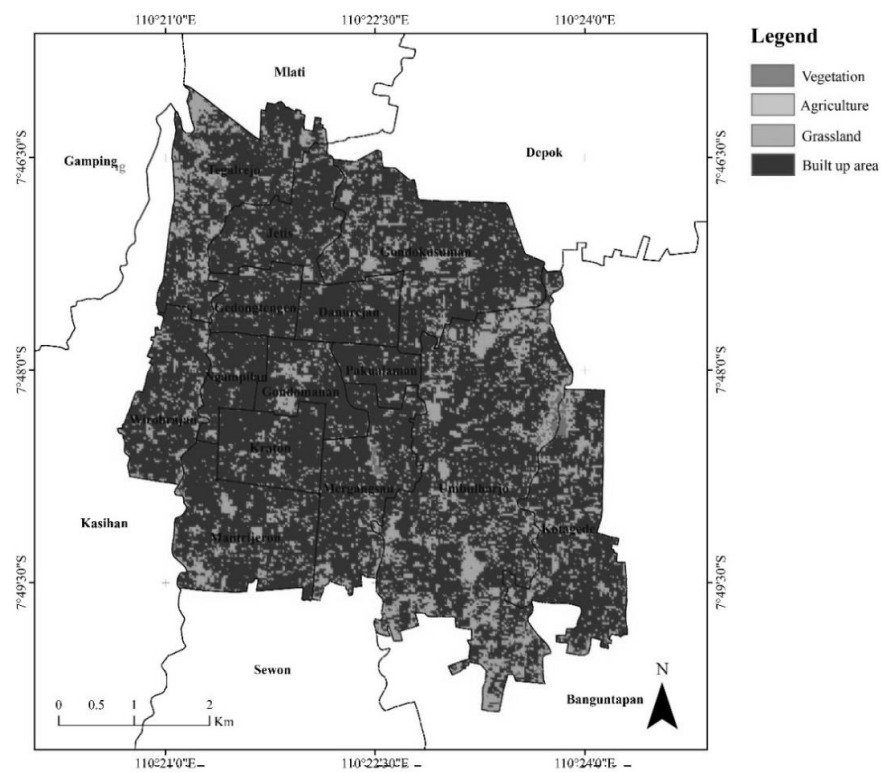 110°21'0"E
110°22'30"E
110°24'0"E
Legend
Vegetation
Agriculture
Grassland
Built up area
Mlati
Depok
Gamping
7°46'30"S
7°46'30"S
Tegalrejo
Jetis
Gondokusuman
Gedongtengen
Danurejan
7°48'0"S
7°48'0"S
Ngampilan
Pakualaman
Gondomanan
Wirobrajan
Kraton
Mergangsan
Umbulharjo
Kasihan
Mantrijeron
Kotagede
7°49'30"S
7°49'30"S
Sewon
Banguntapan
N
0 0.5 1 2
Km
110°21'0"E
110°22'30"E
110°24'0"E